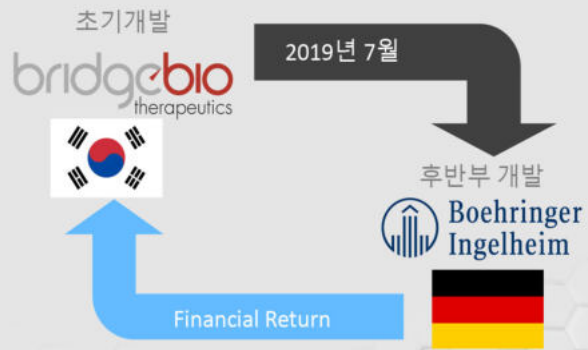 초기개발
bridgebio
therapeutics
2019년 7월
후반부 개발
Boehringer
Ingelheim
Financial Return